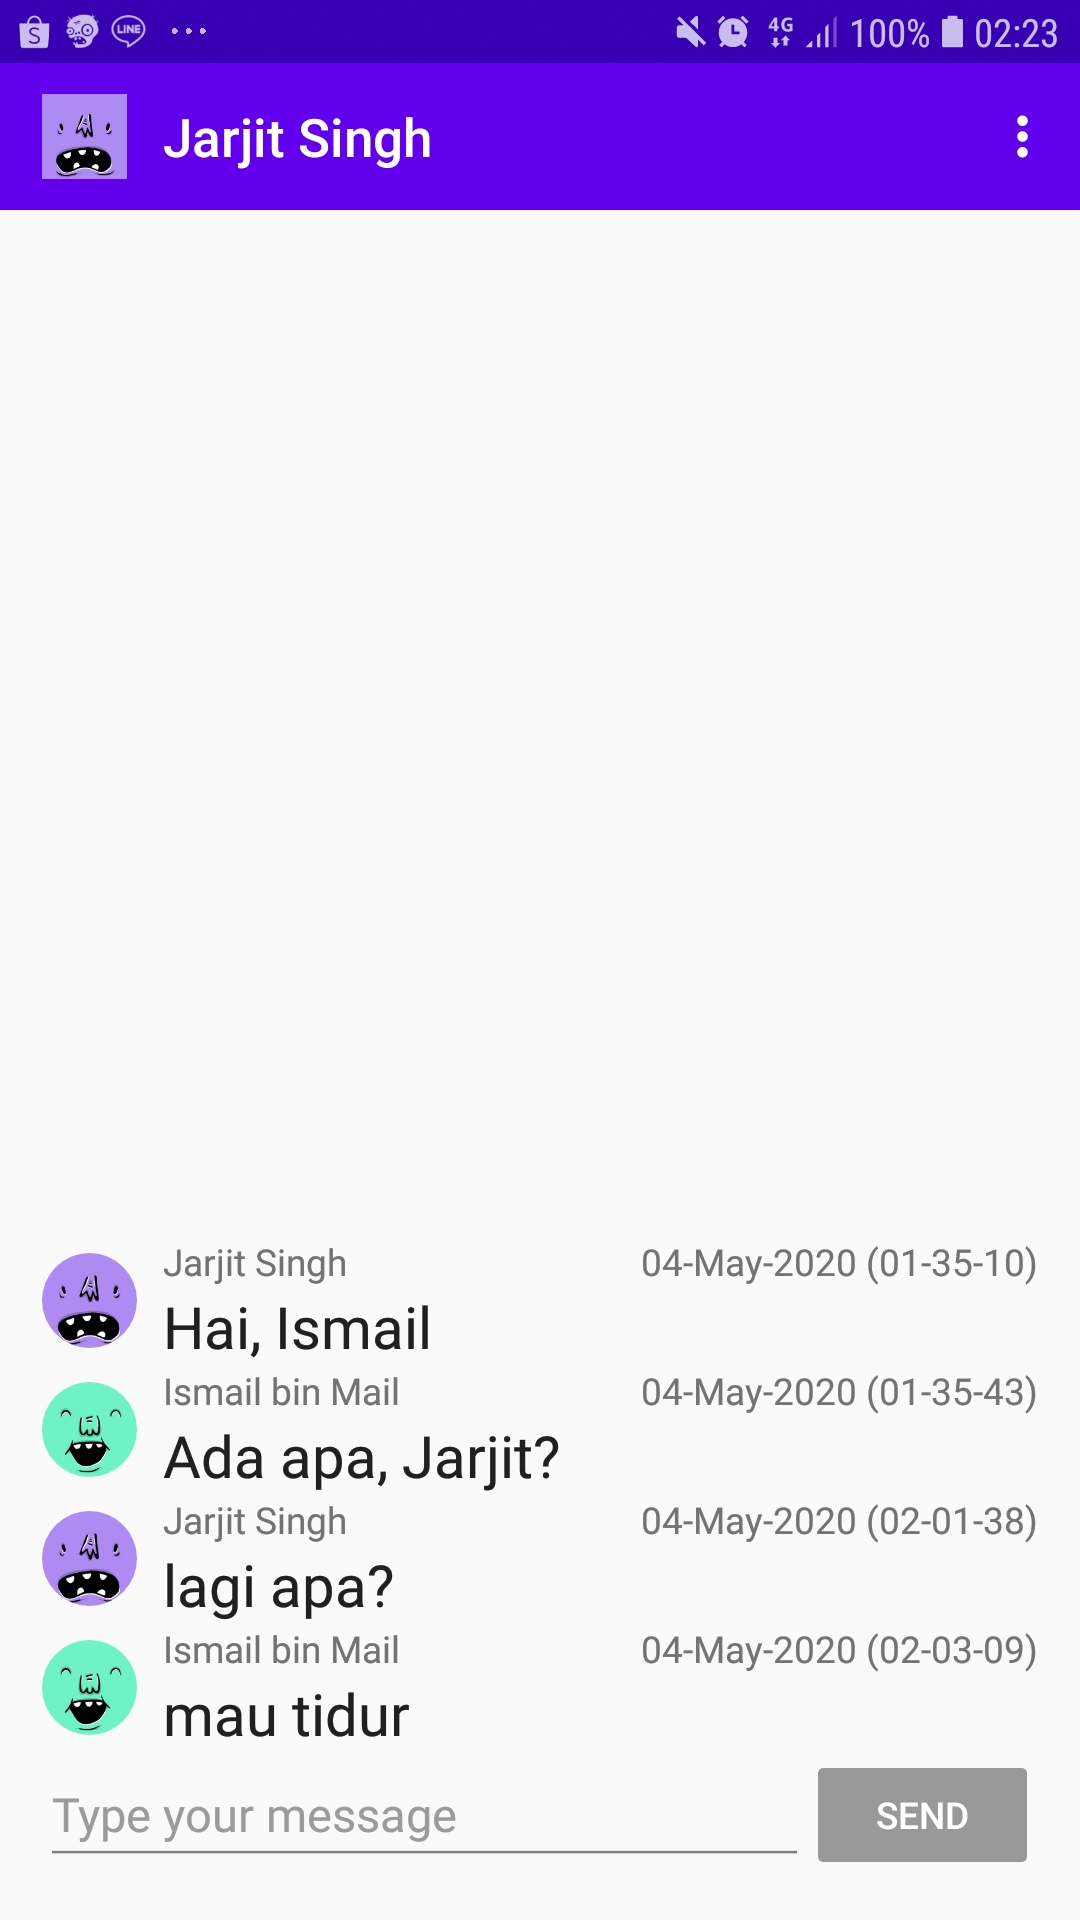 S LINE 4G 100% 02:23
Jarjit Singh
Jarjit Singh 04-May-2020 (01-35-10)
Hai, Ismail
Ismail bin Mail 04-May-2020 (01-35-43)
Ada apa, Jarjit?
Jarjit Singh 04-May-2020 (02-01-38)
lagi apa?
Ismail bin Mail 04-May-2020 (02-03-09)
mau tidur
Type your message SEND